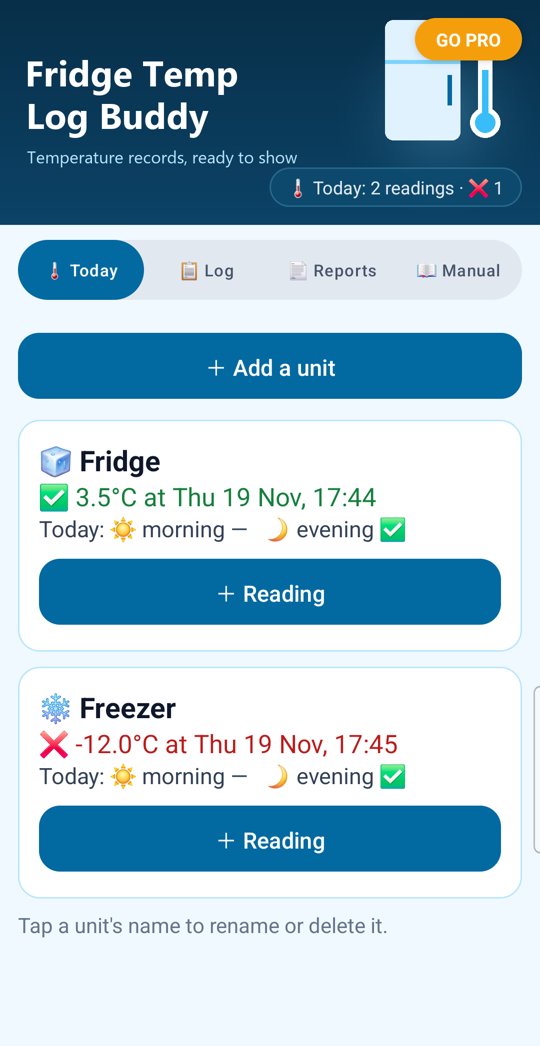 GO PRO
Fridge Temp
Log Buddy
Temperature records, ready to show
🌡️ Today: 2 readings · ❌ 1
🌡️ Today 📋 Log 📄 Reports 📖 Manual
+ Add a unit
🧊 Fridge
✅ 3.5°C at Thu 19 Nov, 17:44
Today: ☀️ morning — 🌙 evening ✅
+ Reading
❄️ Freezer
❌ -12.0°C at Thu 19 Nov, 17:45
Today: ☀️ morning — 🌙 evening ✅
+ Reading
Tap a unit's name to rename or delete it.